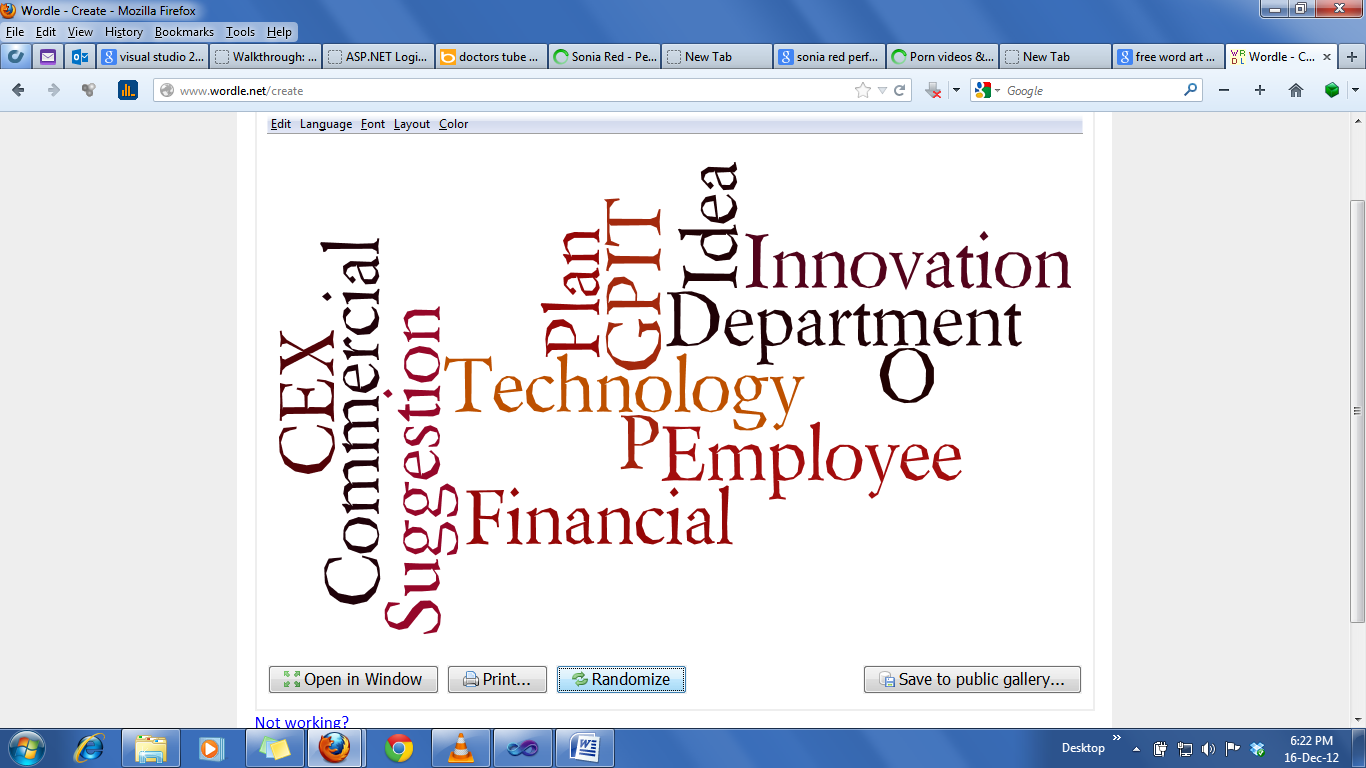 Wordle - Create - Mozilla Firefox
File Edit View History Bookmarks Tools Help
visual studio 2... Walkthrough: ... ASP.NET Logi... doctors tube ... Sonia Red - Pe... New Tab sonia red perf... Porn videos &... New Tab free word art ... Wordle - C...
www.wordle.net/create Google
Edit Language Font Layout Color
CEX
Commercial
Suggestion
Plan
GPIT
Idea
Innovation
Department
O
Technology
P
Employee
Financial
Open in Window Print... Randomize Save to public gallery...
Not working?
Desktop 6:22 PM
16-Dec-12